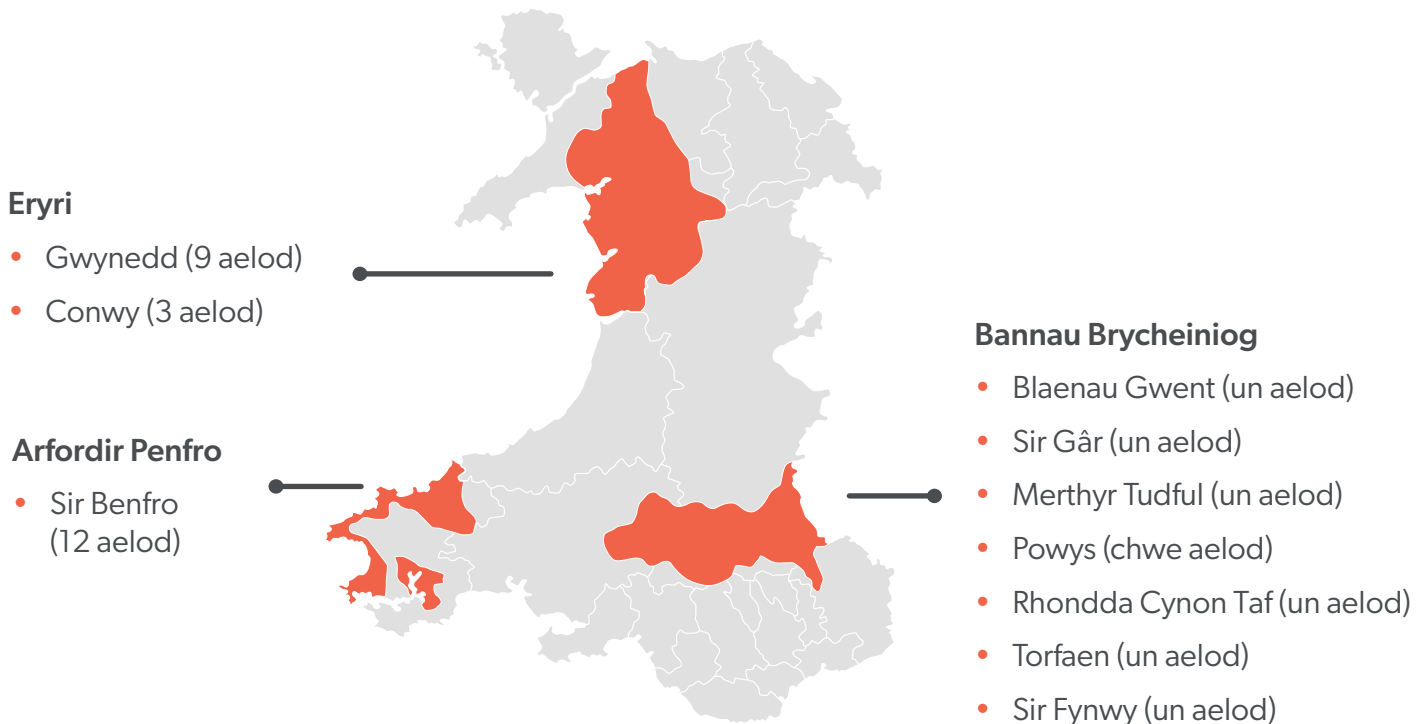 Eryri
• Gwynedd (9 aelod)
• Conwy (3 aelod)
Arfordir Penfro
• Sir Benfro
(12 aelod)
Bannau Brycheiniog
• Blaenau Gwent (un aelod)
• Sir Gâr (un aelod)
• Merthyr Tudful (un aelod)
• Powys (chwe aelod)
• Rhondda Cynon Taf (un aelod)
• Torfaen (un aelod)
• Sir Fynwy (un aelod)